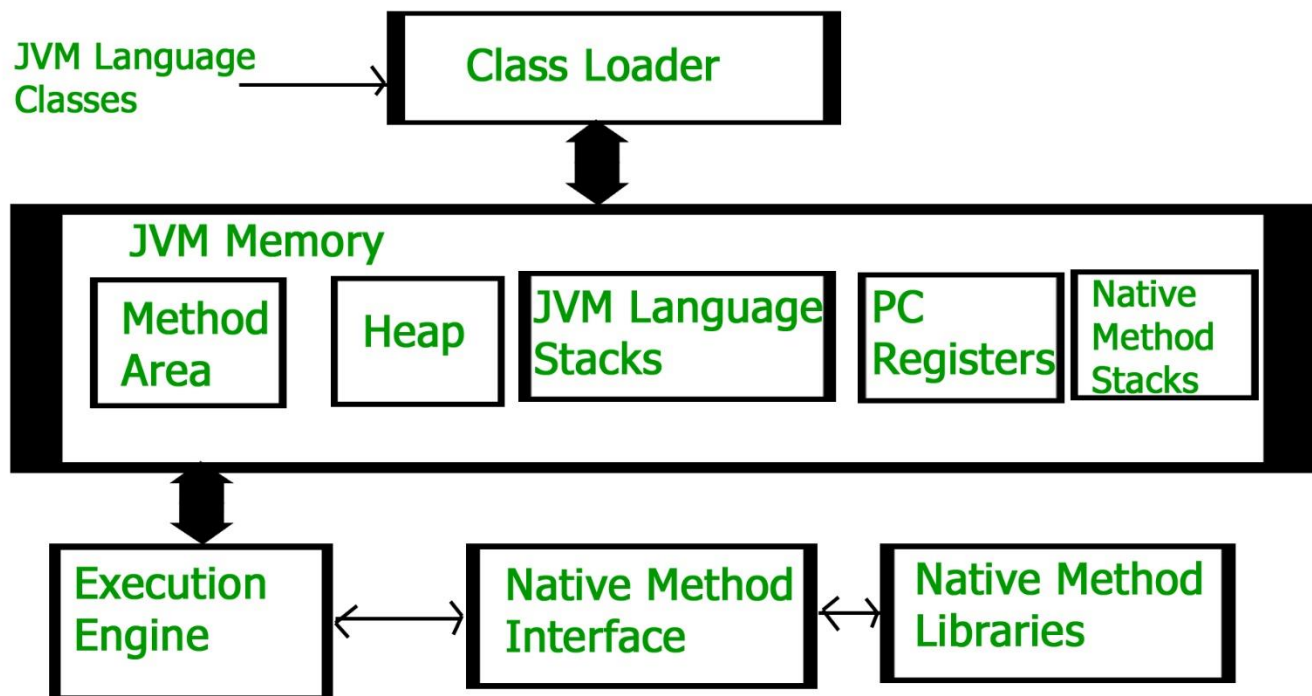 JVM Language
Classes
Class Loader
JVM Memory
Method
Area
Heap
JVM Language
Stacks
PC
Registers
Native
Method
Stacks
Execution
Engine
Native Method
Interface
Native Method
Libraries